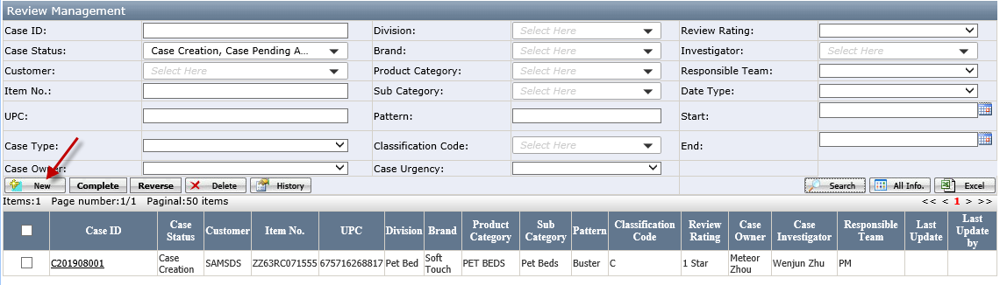 Review Management
Case ID: Division: Select Here Review Rating:
Case Status: Case Creation, Case Pending A... Brand: Select Here Investigator: Select Here
Customer: Select Here Product Category: Select Here Responsible Team:
Item No.: Sub Category: Select Here Date Type:
UPC: Pattern: Start:
Case Type: Classification Code: Select Here End:
Case Owner: Case Urgency:
New Complete Reverse Delete History Search All Info. Excel
Items:1 Page number:1/1 Paginal:50 items << < 1 > >>
Case ID Case Status Customer Item No. UPC Division Brand Product Category Sub Category Pattern Classification Code Review Rating Case Owner Case Investigator Responsible Team Last Update Last Update by
C201908001 Case Creation SAMSDS ZZ63RC071555 675716268817 Pet Bed Soft Touch PET BEDS Pet Beds Buster C 1 Star Meteor Zhou Wenjun Zhu PM